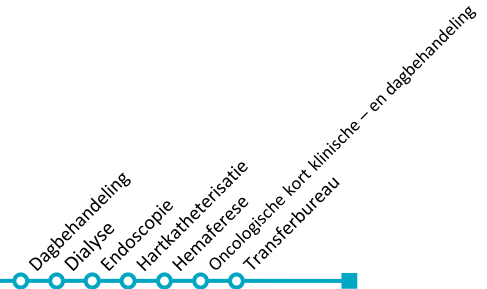 Dagbehandeling
Dialyse
Endoscopie
Hartkatheterisatie
Hemaferese
Oncologische kort klinische – en dagbehandeling
Transferbureau